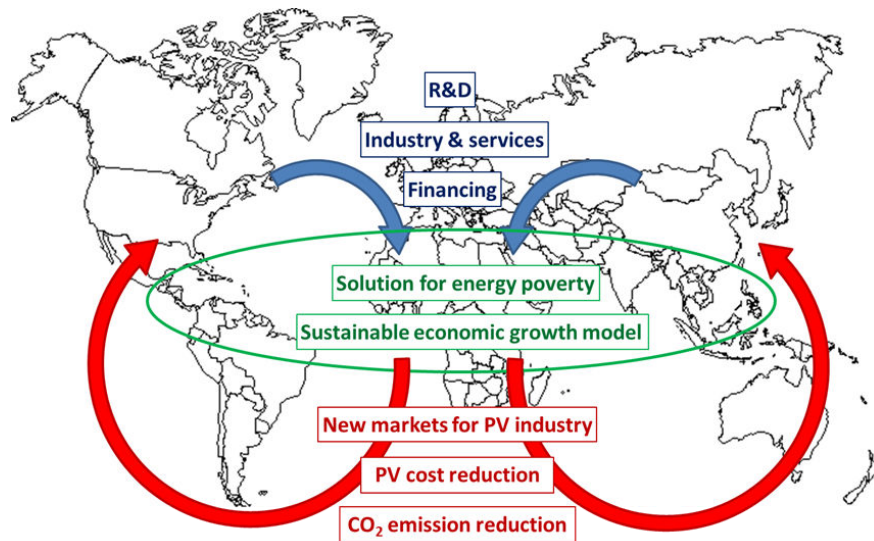 R&D
Industry & services
Financing
Solution for energy poverty
Sustainable economic growth model
New markets for PV industry
PV cost reduction
CO₂ emission reduction